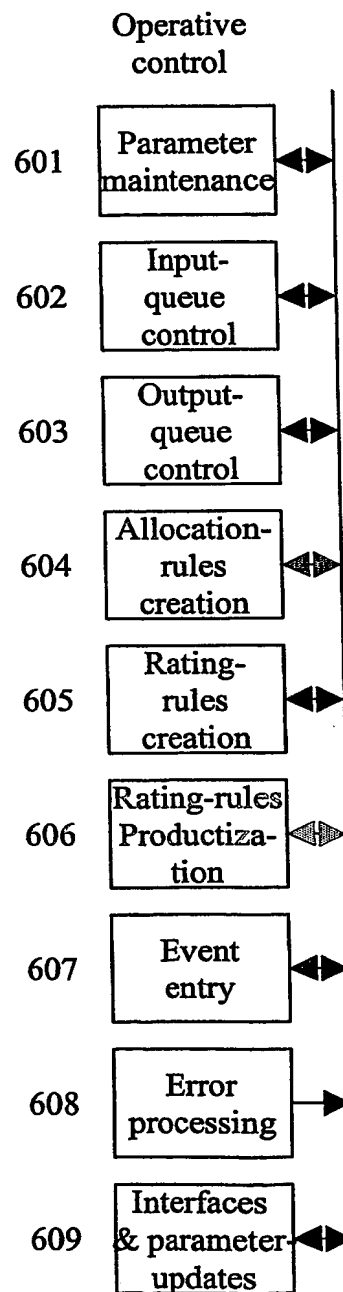 Operative
control
601
Parameter
maintenance
602
Input-
queue
control
603
Output-
queue
control
604
Allocation-
rules
creation
605
Rating-
rules
creation
606
Rating-rules
Productiza-
tion
607
Event
entry
608
Error
processing
609
Interfaces
& parameter-
updates